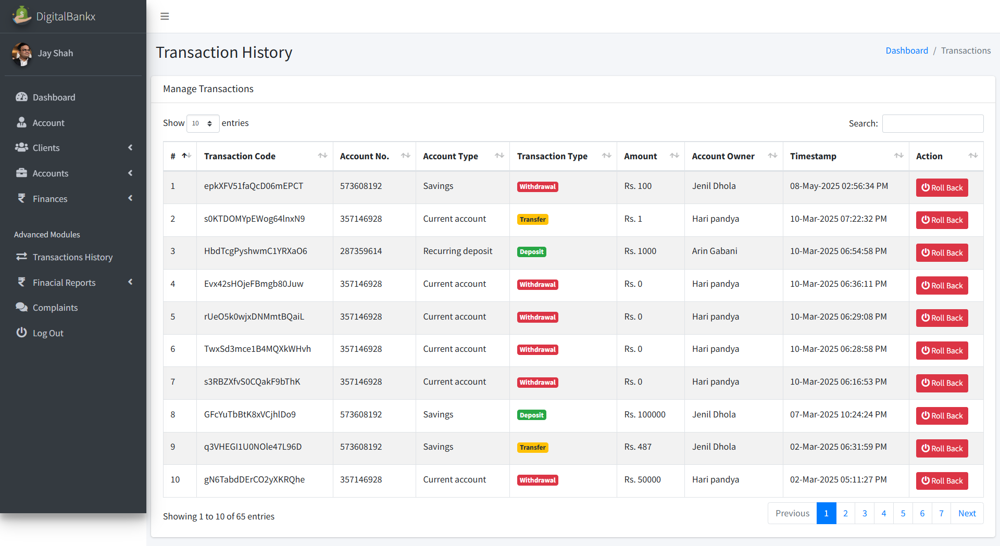 DigitalBankx
Jay Shah
Dashboard
Account
Clients
Accounts
Finances
Advanced Modules
Transactions History
Finacial Reports
Complaints
Log Out
Transaction History
Dashboard / Transactions
Manage Transactions
Show 10 entries
Search:
# Transaction Code Account No. Account Type Transaction Type Amount Account Owner Timestamp Action
1 epkXFV51faQcD06mEPCT 573608192 Savings Withdrawal Rs. 100 Jenil Dhola 08-May-2025 02:56:34 PM Roll Back
2 s0KTDOMYpEWog64lnxN9 357146928 Current account Transfer Rs. 1 Hari pandya 10-Mar-2025 07:22:32 PM Roll Back
3 HbdTcgPyshwmC1YRXaO6 287359614 Recurring deposit Deposit Rs. 1000 Arin Gabani 10-Mar-2025 06:54:58 PM Roll Back
4 Evx42sHOjeFBmgb80Juw 357146928 Current account Withdrawal Rs. 0 Hari pandya 10-Mar-2025 06:36:11 PM Roll Back
5 rUeO5k0wjxDNMmtBQaiL 357146928 Current account Withdrawal Rs. 0 Hari pandya 10-Mar-2025 06:29:08 PM Roll Back
6 TwxSd3mce1B4MQXkWHvh 357146928 Current account Withdrawal Rs. 0 Hari pandya 10-Mar-2025 06:28:58 PM Roll Back
7 s3RBZXfvS0CQakF9bThK 357146928 Current account Withdrawal Rs. 0 Hari pandya 10-Mar-2025 06:16:53 PM Roll Back
8 GFcYuTbBtK8xVCjhlDo9 573608192 Savings Deposit Rs. 100000 Jenil Dhola 07-Mar-2025 10:24:24 PM Roll Back
9 q3VHEGI1U0NOle47L96D 573608192 Savings Transfer Rs. 487 Jenil Dhola 02-Mar-2025 06:31:59 PM Roll Back
10 gN6TabdDErCO2yXKRQhe 357146928 Current account Withdrawal Rs. 50000 Hari pandya 02-Mar-2025 05:11:27 PM Roll Back
Showing 1 to 10 of 65 entries
Previous 1 2 3 4 5 6 7 Next